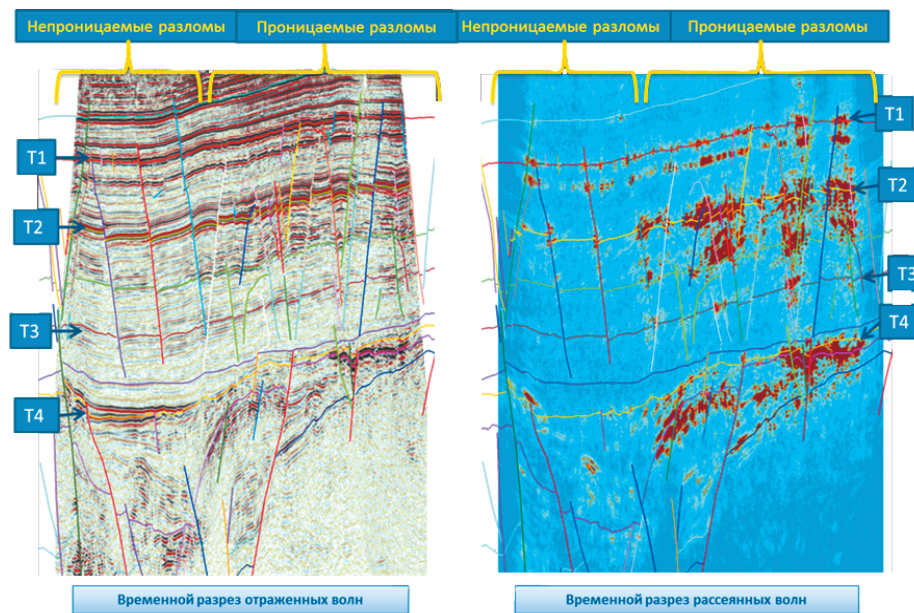 Непроницаемые разломы
Проницаемые разломы
Непроницаемые разломы
Проницаемые разломы
T1
T2
T3
T4
T1
T2
T3
T4
Временной разрез отраженных волн
Временной разрез рассеянных волн